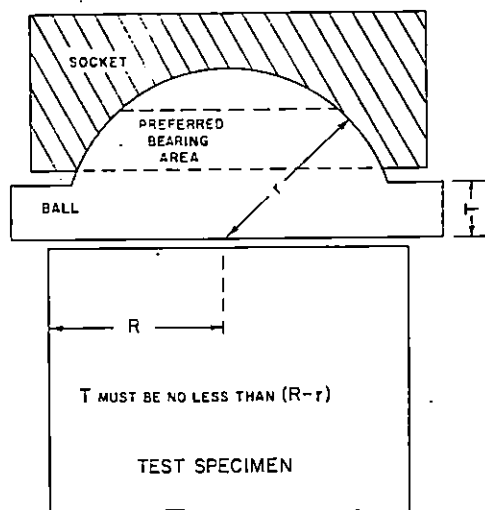 SOCKET
PREFERRED
BEARING
AREA
BALL
r
T
R
T MUST BE NO LESS THAN (R-r)
TEST SPECIMEN